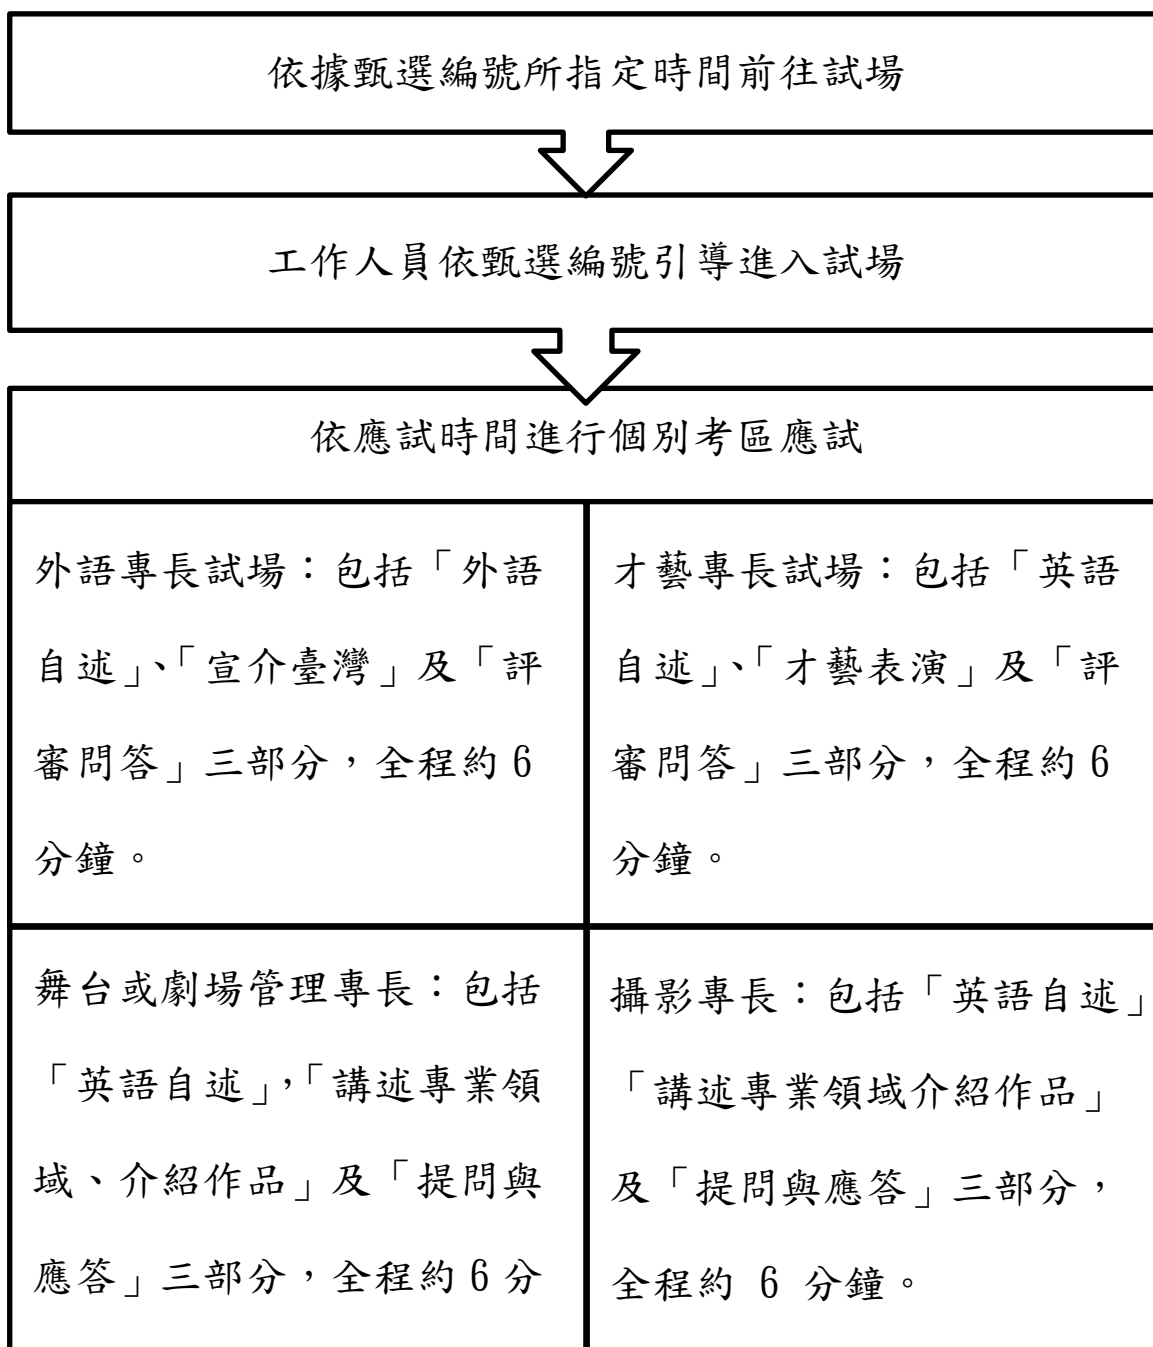 依據甄選編號所指定時間前往試場
工作人員依甄選編號引導進入試場
依應試時間進行個別考區應試
外語專長試場：包括「外語
自述」、「宣介臺灣」及「評
審問答」三部分，全程約 6
分鐘。
才藝專長試場：包括「英語
自述」、「才藝表演」及「評
審問答」三部分，全程約 6
分鐘。
舞台或劇場管理專長：包括
「英語自述」，「講述專業領
域、介紹作品」及「提問與
應答」三部分，全程約 6 分
攝影專長：包括「英語自述」
「講述專業領域介紹作品」
及「提問與應答」三部分，
全程約 6 分鐘。